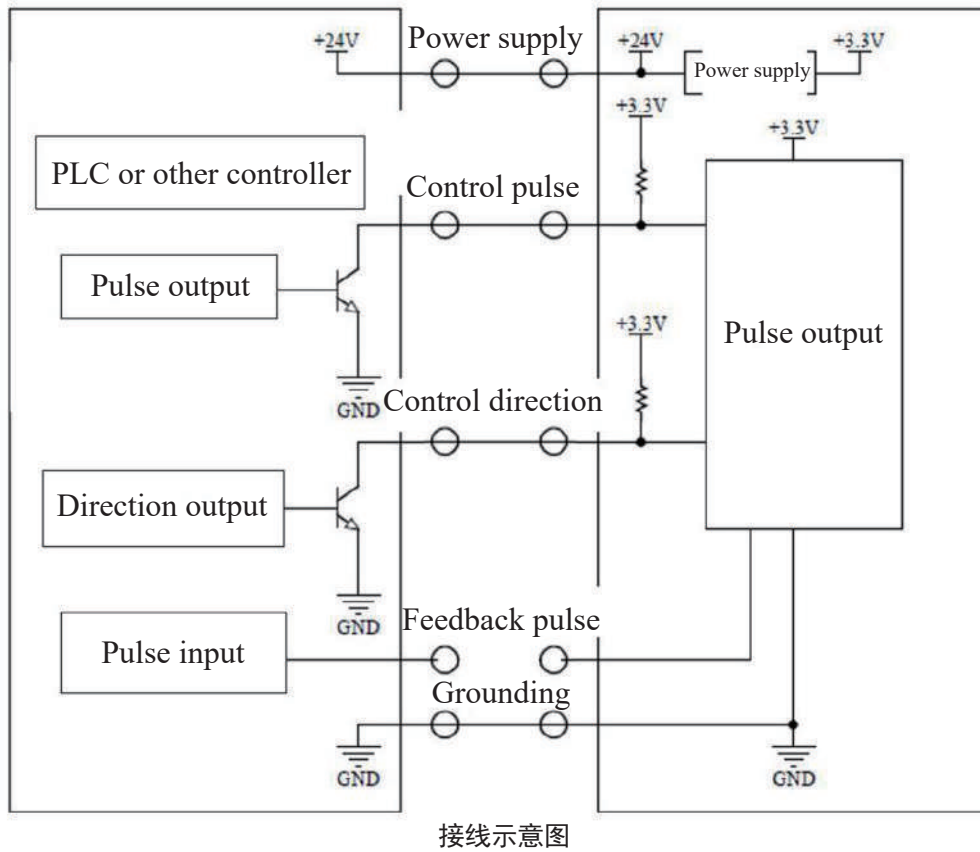 +24V
Power supply
+24V
Power supply
+3.3V
+3.3V
+3.3V
PLC or other controller
Control pulse
Pulse output
Pulse output
+3.3V
GND
Control direction
Direction output
GND
Feedback pulse
Pulse input
Grounding
GND
GND
接线示意图